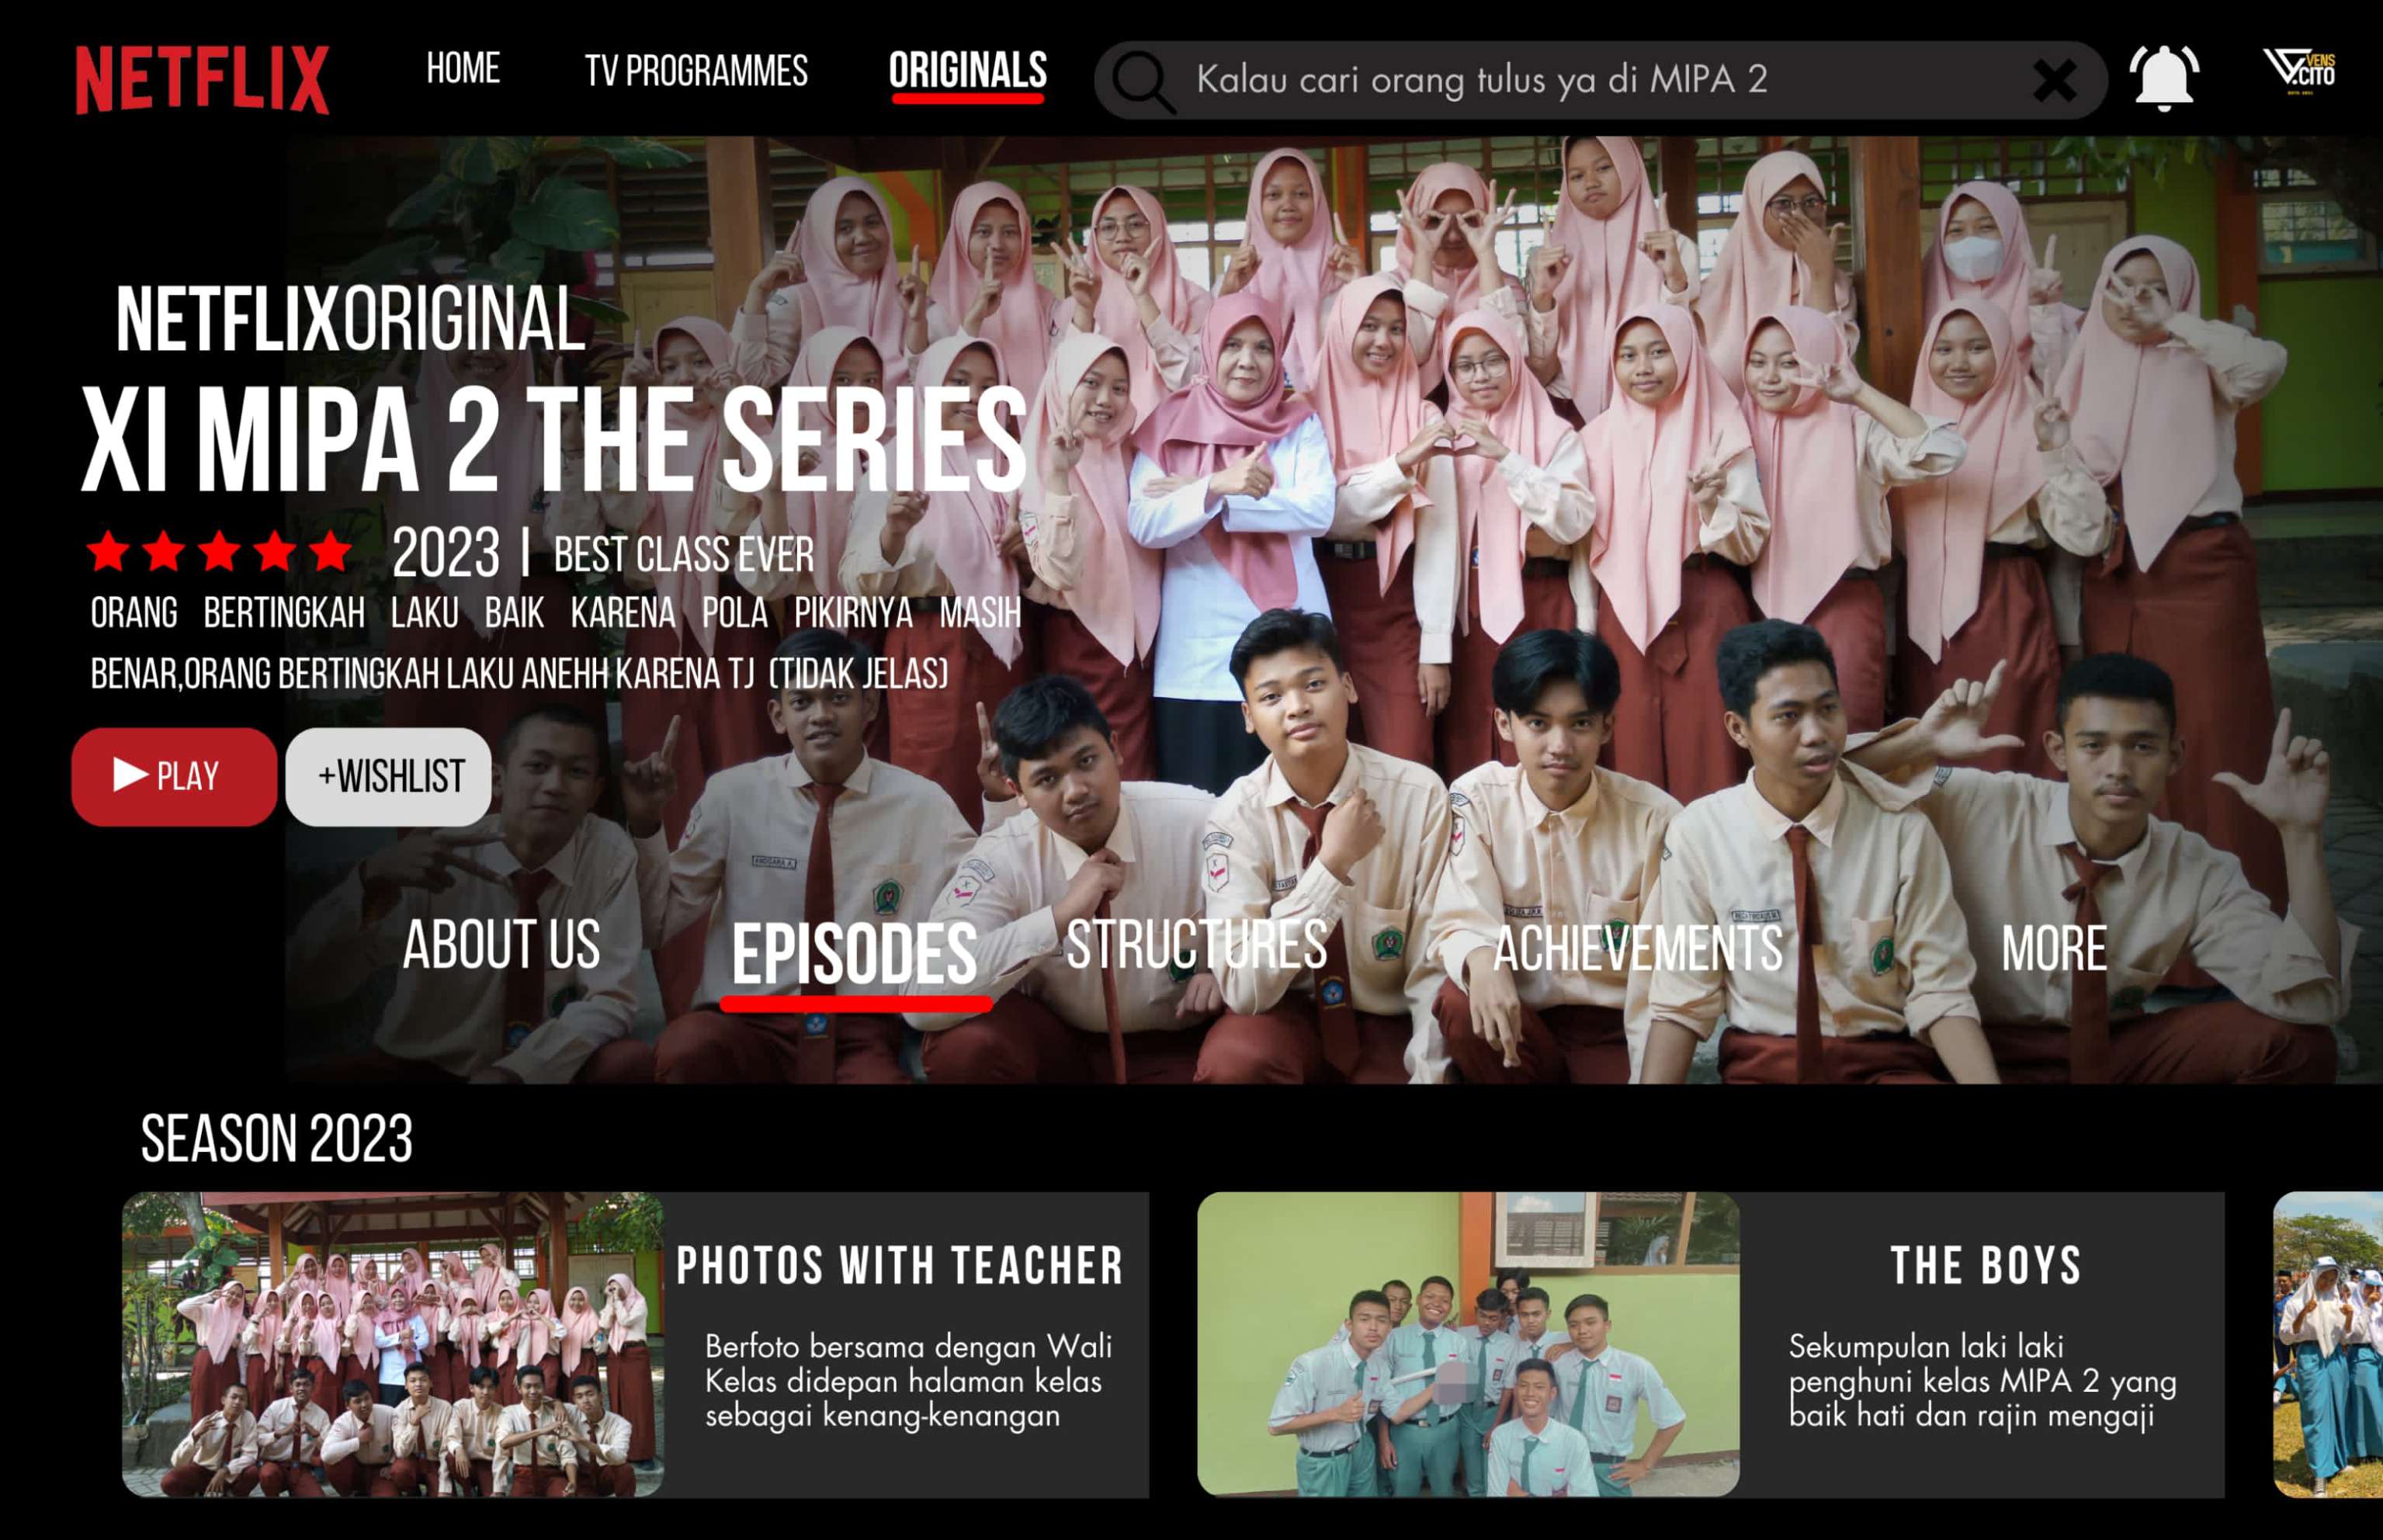 NETFLIX
HOME
TV PROGRAMMES
ORIGINALS
Kalau cari orang tulus ya di MIPA 2
VENS
V.CITO
NETFLIXORIGINAL
XI MIPA 2 THE SERIES
2023 | BEST CLASS EVER
ORANG BERTINGKAH LAKU BAIK KARENA POLA PIKIRNYA MASIH
BENAR,ORANG BERTINGKAH LAKU ANEHH KARENA TJ (TIDAK JELAS)
PLAY
+WISHLIST
ANGGARA A.
ABOUT US
EPISODES
STRUCTURES
ACHIEVEMENTS
MORE
SEASON 2023
PHOTOS WITH TEACHER
Berfoto bersama dengan Wali
Kelas didepan halaman kelas
sebagai kenang-kenangan
THE BOYS
Sekumpulan laki laki
penghuni kelas MIPA 2 yang
baik hati dan rajin mengaji